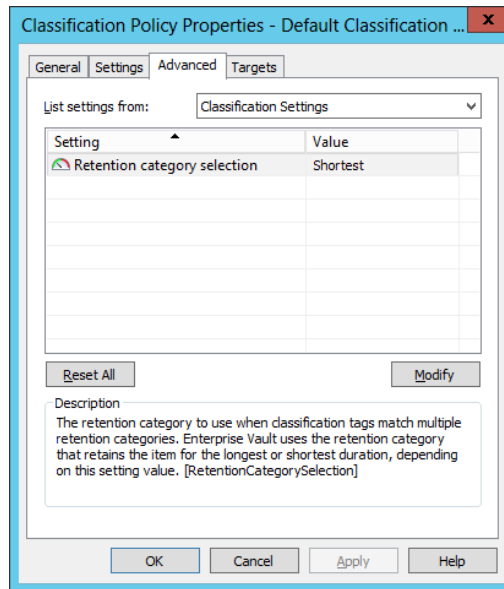 Classification Policy Properties - Default Classification ... x
General Settings Advanced Targets
List settings from: Classification Settings
Setting Value
Retention category selection Shortest
Reset All Modify
Description
The retention category to use when classification tags match multiple
retention categories. Enterprise Vault uses the retention category
that retains the item for the longest or shortest duration, depending
on this setting value. [RetentionCategorySelection]
OK Cancel Apply Help